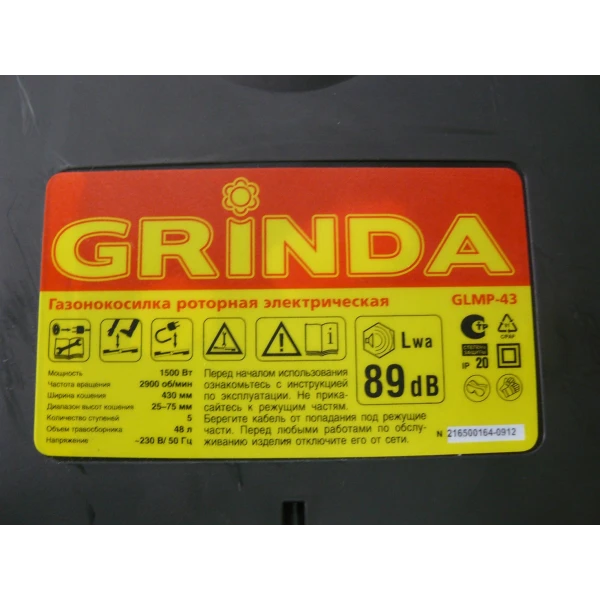 GRiNDA
Газонокосилка роторная электрическая
GLMP-43
Мощность 1500 Вт
Частота вращения 2900 об/мин
Ширина кошения 430 мм
Диапазон высот кошения 25–75 мм
Количество ступеней 5
Объем травосборника 48 л
Напряжение ~230 В/ 50 Гц
Перед началом использования
ознакомьтесь с инструкцией
по эксплуатации. Не прика-
сайтесь к режущим частям.
Берегите кабель от попадания под режущие
части. Перед любыми работами по обслу-
живанию изделия отключите его от сети.
Lwa
89 dB
СТЕПЕНЬ
ЗАЩИТЫ
IP 20
N 216500164-0912